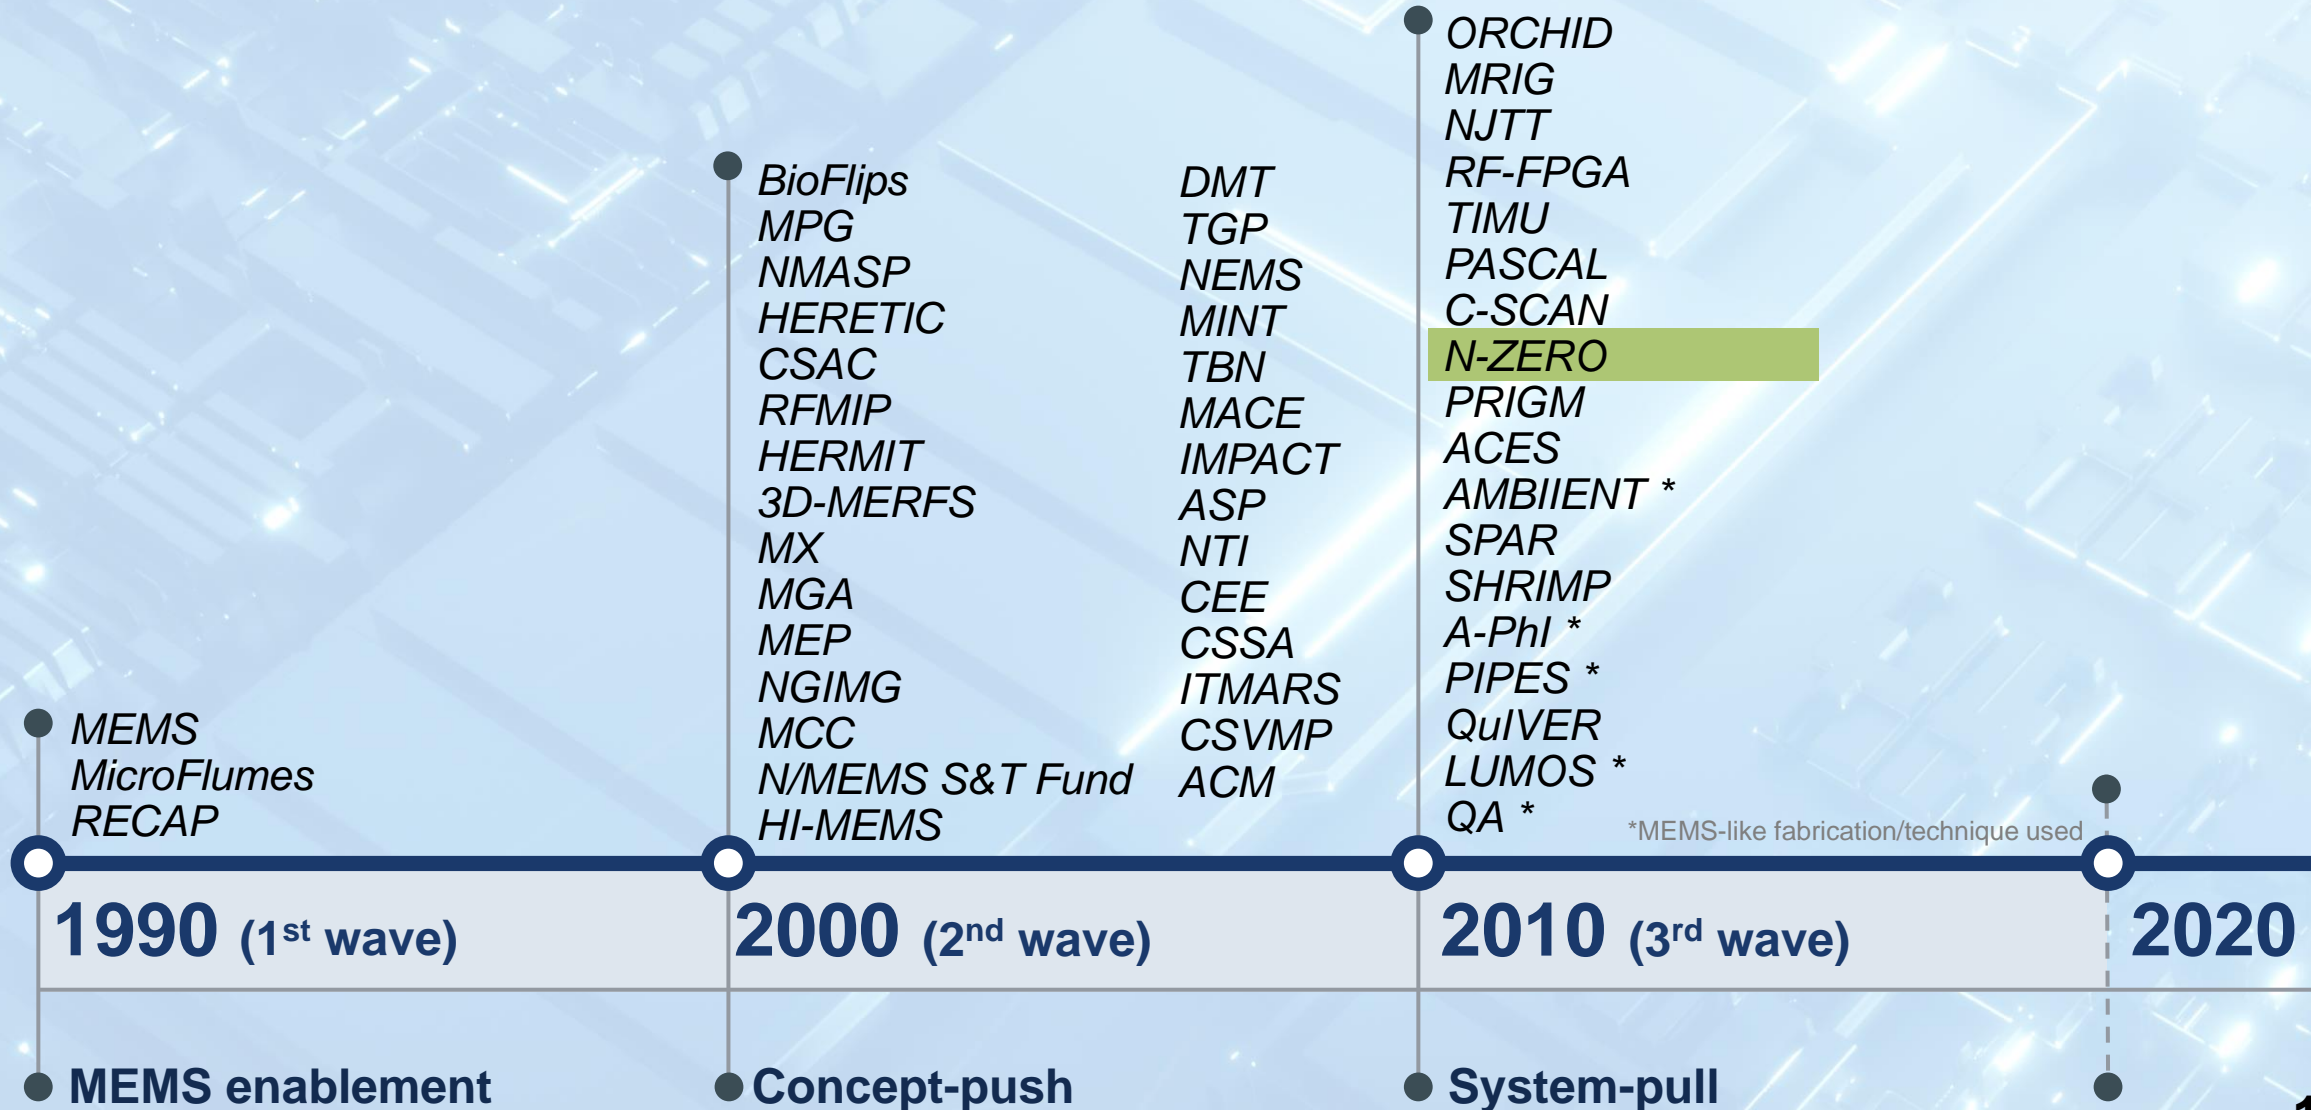 MEMS
MicroFlumes
RECAP
BioFlips
MPG
NMASP
HERETIC
CSAC
RFMIP
HERMIT
3D-MERFS
MX
MGA
MEP
NGIMG
MCC
N/MEMS S&T Fund
HI-MEMS
DMT
TGP
NEMS
MINT
TBN
MACE
IMPACT
ASP
NTI
CEE
CSSA
ITMARS
CSVMP
ACM
ORCHID
MRIG
NJTT
RF-FPGA
TIMU
PASCAL
C-SCAN
N-ZERO
PRIGM
ACES
AMBIIENT *
SPAR
SHRIMP
A-PhI *
PIPES *
QuIVER
LUMOS *
QA *
*MEMS-like fabrication/technique used
1990 (1st wave)
2000 (2nd wave)
2010 (3rd wave)
2020
MEMS enablement
Concept-push
System-pull